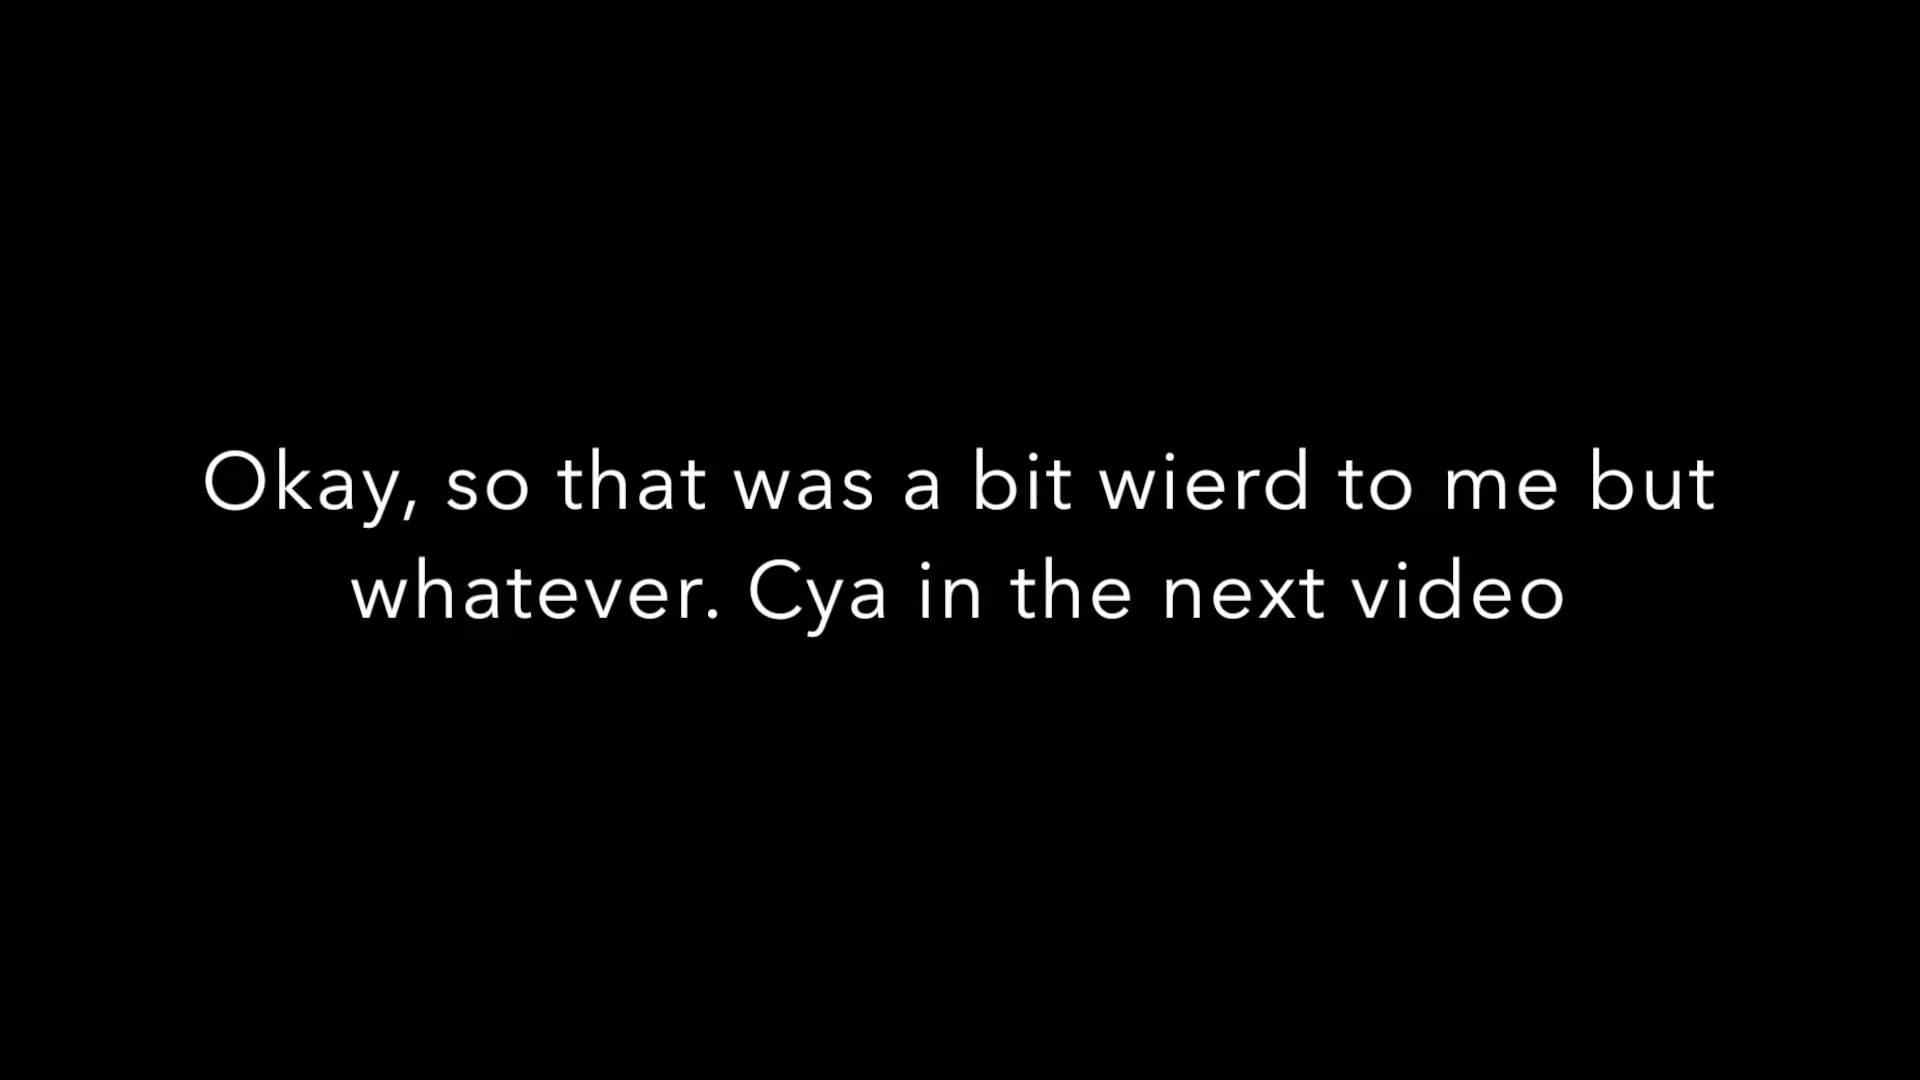 Okay, so that was a bit wierd to me but
whatever. Cya in the next video